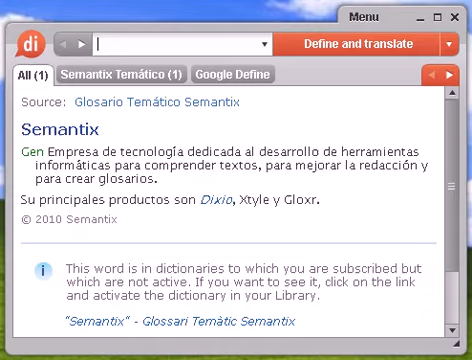 Menu
di
Define and translate
All (1)
Semantix Temático (1)
Google Define
Source: Glosario Temático Semantix
Semantix
Gen Empresa de tecnología dedicada al desarrollo de herramientas
informáticas para comprender textos, para mejorar la redacción y
para crear glosarios.
Su principales producten son Dixio, Xtyle y Gloxr.
© 2010 Semantix
i
This word is in dictionaries to which you are subscribed but
which are not active. If you want to see it, click on the link
and activate the dictionary in your Library.
"Semantix" - Glossari Temàtic Semantix